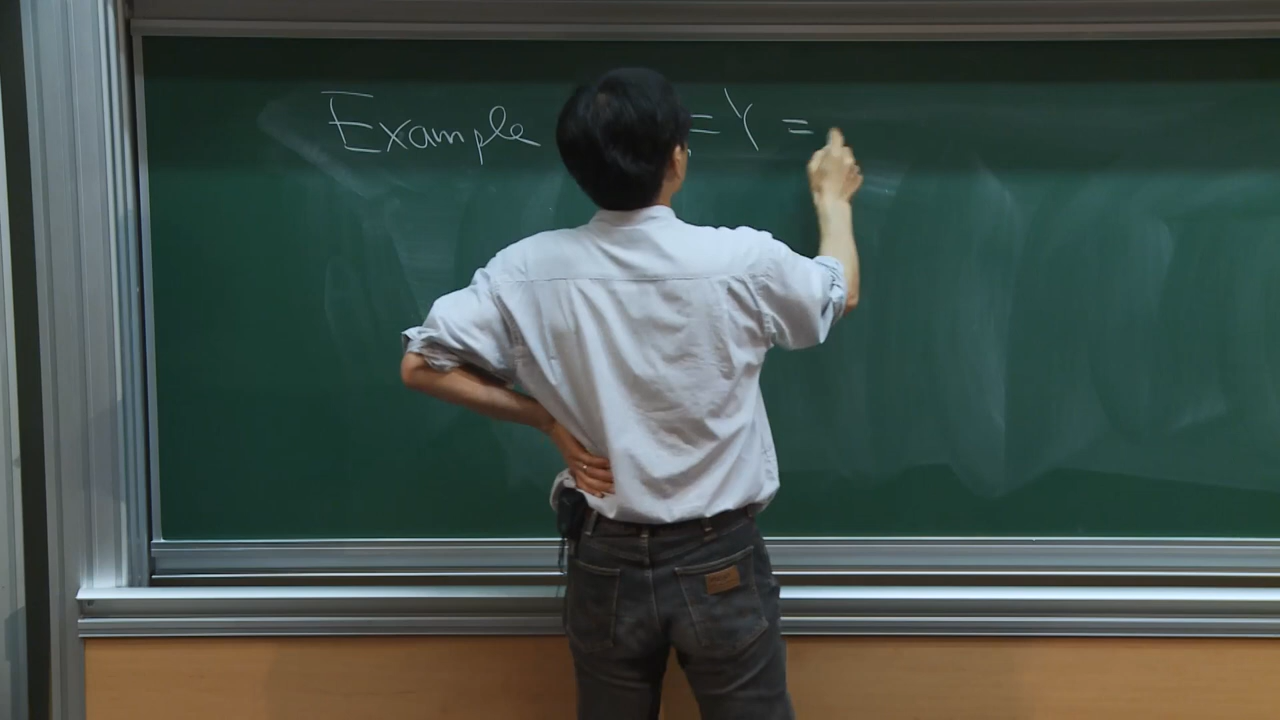 Example = Y =